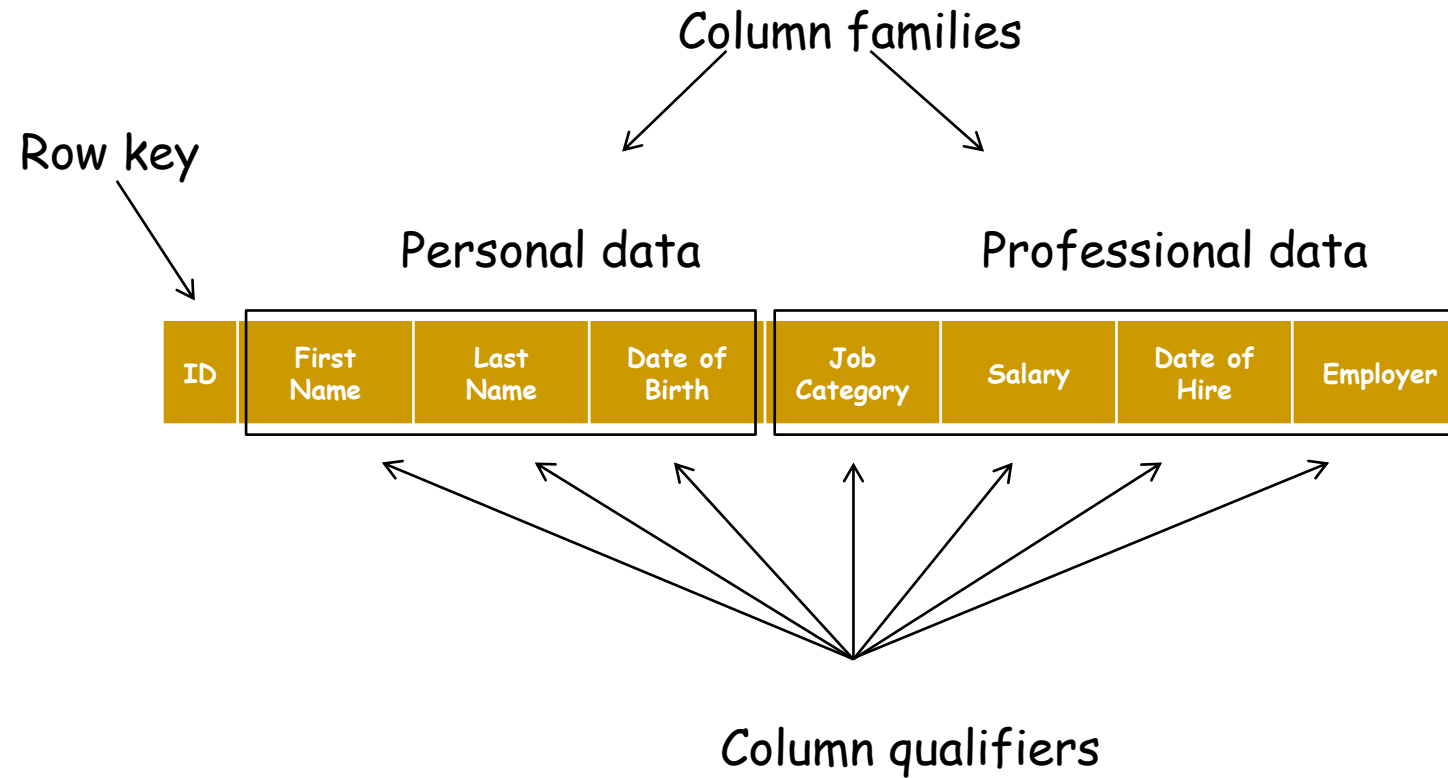 Column families
Row key
Personal data
Professional data
ID
First
Name
Last
Name
Date of
Birth
Job
Category
Salary
Date of
Hire
Employer
Column qualifiers